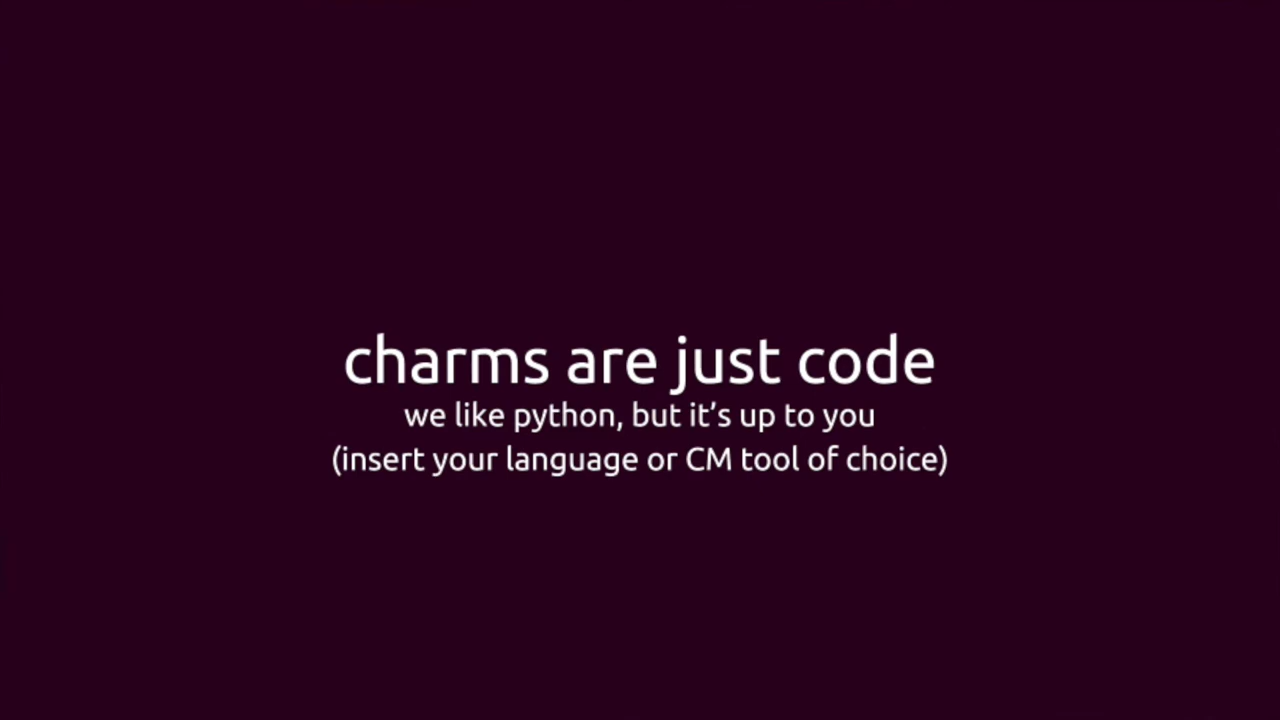 charms are just code
we like python, but it’s up to you
(insert your language or CM tool of choice)